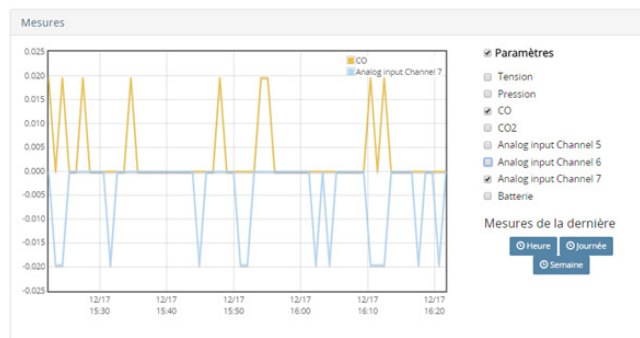 Mesures
0.025
0.020
0.015
0.010
0.005
0.000
-0.005
-0.010
-0.015
-0.020
-0.025
CO
Analog input Channel 7
12/17 12/17 12/17 12/17 12/17 12/17
15:30 15:40 15:50 16:00 16:10 16:20
Paramètres
Tension
Pression
CO
CO2
Analog input Channel 5
Analog input Channel 6
Analog input Channel 7
Batterie
Mesures de la dernière
Heure Journée
Semaine